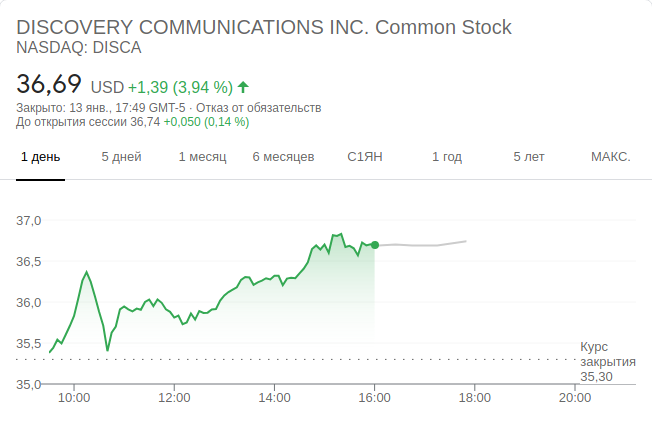 DISCOVERY COMMUNICATIONS INC. Common Stock
NASDAQ: DISCA
36,69 USD +1,39 (3,94 %)
Закрыто: 13 янв., 17:49 GMT-5 · Отказ от обязательств
До открытия сессии 36,74 +0,050 (0,14 %)
1 день 5 дней 1 месяц 6 месяцев С1ЯН 1 год 5 лет МАКС.
37,0
36,5
36,0
35,5
35,0
Курс
закрытия
35,30
10:00 12:00 14:00 16:00 18:00 20:00